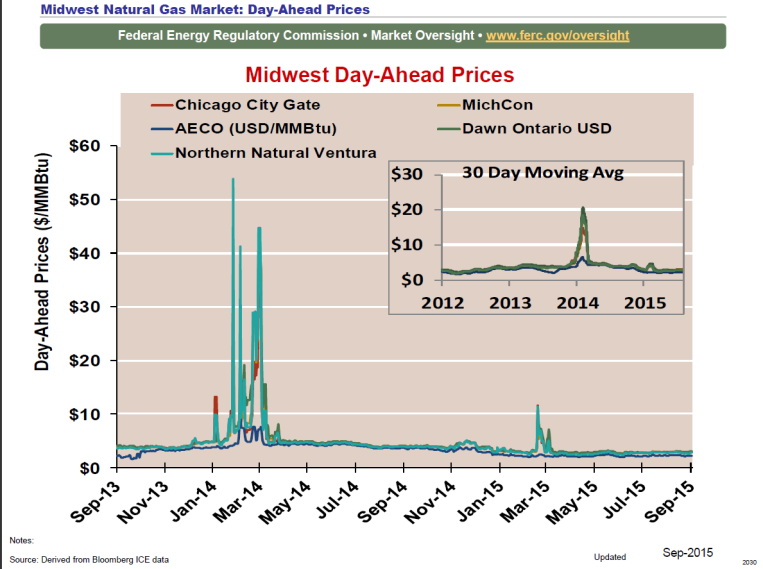 Midwest Natural Gas Market: Day-Ahead Prices
Federal Energy Regulatory Commission • Market Oversight • www.ferc.gov/oversight
Midwest Day-Ahead Prices
Chicago City Gate MichCon
AECO (USD/MMBtu) Dawn Ontario USD
Northern Natural Ventura
Day-Ahead Prices ($/MMBtu)
$60
$50
$40
$30
$20
$10
$0
30 Day Moving Avg
$30
$20
$10
$0
2012 2013 2014 2015
Sep-13 Nov-13 Jan-14 Mar-14 May-14 Jul-14 Sep-14 Nov-14 Jan-15 Mar-15 May-15 Jul-15 Sep-15
Notes:
Source: Derived from Bloomberg ICE data
Updated Sep-2015
2030